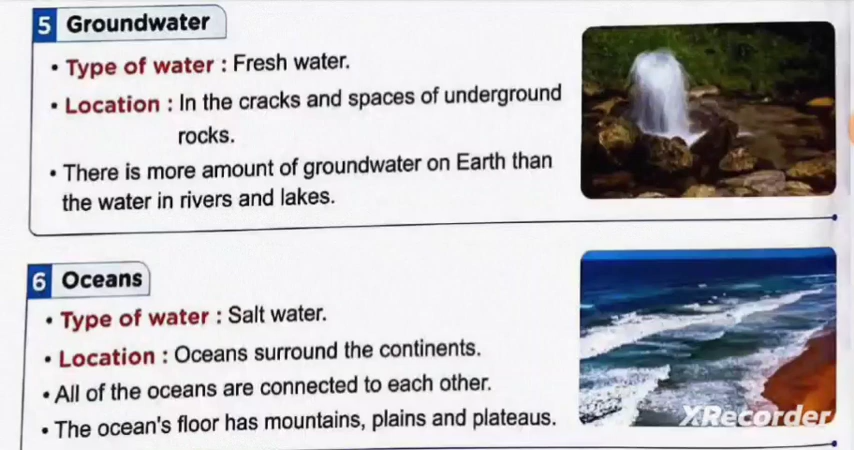 5 Groundwater
• Type of water : Fresh water.
• Location : In the cracks and spaces of underground
rocks.
• There is more amount of groundwater on Earth than
the water in rivers and lakes.
6 Oceans
• Type of water : Salt water.
• Location : Oceans surround the continents.
• All of the oceans are connected to each other.
• The ocean's floor has mountains, plains and plateaus.
XRecorder